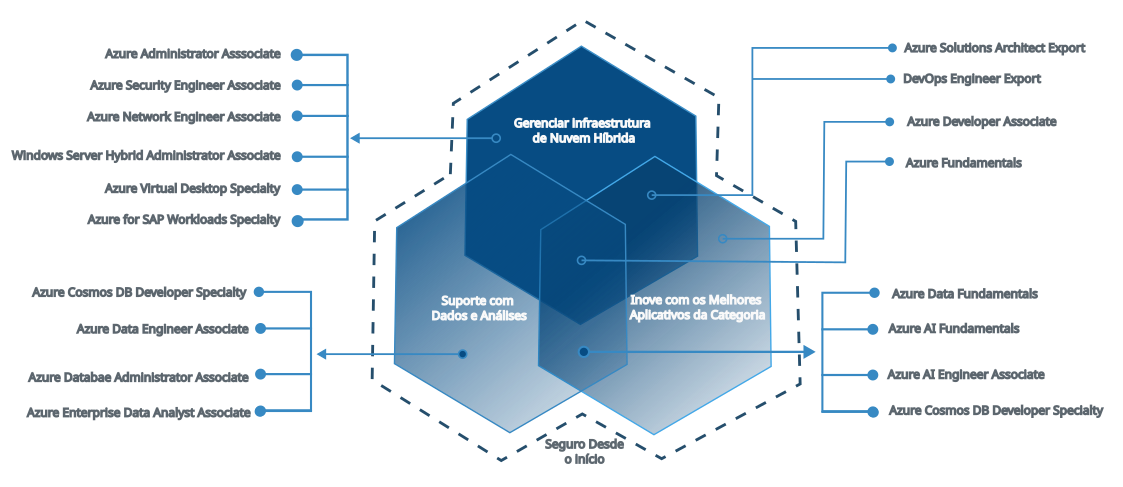 Azure Administrator Asssociate
Azure Security Engineer Associate
Azure Network Engineer Associate
Windows Server Hybrid Administrator Associate
Azure Virtual Desktop Specialty
Azure for SAP Workloads Specialty
Azure Cosmos DB Developer Specialty
Azure Data Engineer Associate
Azure Databae Administrator Associate
Azure Enterprise Data Analyst Associate
Gerenciar Infraestrutura
de Nuvem Híbrida
Suporte com
Dados e Análises
Inove com os Melhores
Aplicativos da Categoria
Seguro Desde
o Início
Azure Solutions Architect Export
DevOps Engineer Export
Azure Developer Associate
Azure Fundamentals
Azure Data Fundamentals
Azure AI Fundamentals
Azure AI Engineer Associate
Azure Cosmos DB Developer Specialty